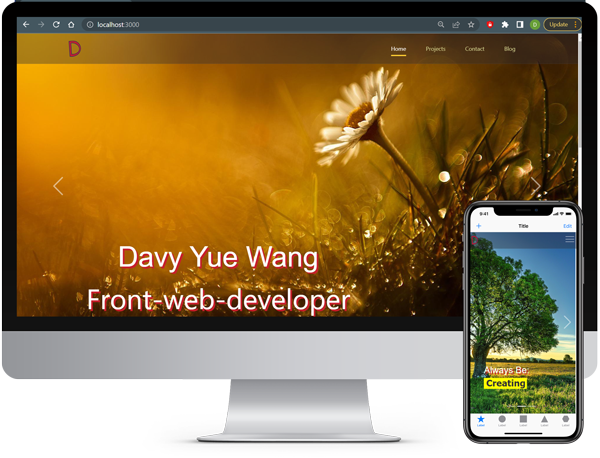 localhost:3000
D
Update
D
Home
Projects
Contact
Blog
Davy Yue Wang
Front-web-developer
9:41
Title
Edit
Always Be:
Creating